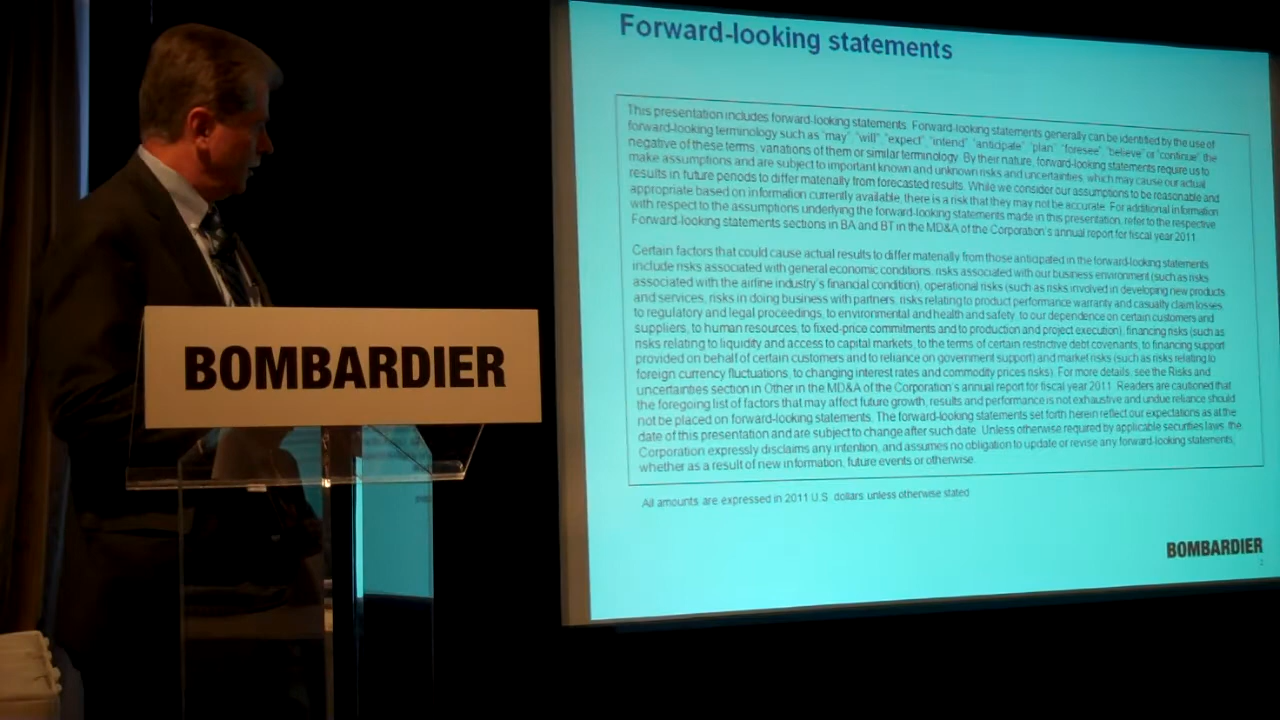 Forward-looking statements
This presentation includes forward-looking statements. Forward-looking statements generally can be identified by the use of
forward-looking terminology such as "may", "will", "expect", "intend", "anticipate", "plan", "foresee", "believe" or "continue", the
negative of these terms, variations of them or similar terminology. By their nature, forward-looking statements require us to
make assumptions and are subject to important known and unknown risks and uncertainties, which may cause our actual
results in future periods to differ materially from forecasted results. While we consider our assumptions to be reasonable and
appropriate based on information currently available, there is a risk that they may not be accurate. For additional information
with respect to the assumptions underlying the forward-looking statements made in this presentation, refer to the respective
Forward-looking statements sections in BA and BT in the MD&A of the Corporation's annual report for fiscal year 2011.
Certain factors that could cause actual results to differ materially from those anticipated in the forward-looking statements
include risks associated with general economic conditions, risks associated with our business environment (such as risks
associated with the airline industry's financial condition), operational risks (such as risks involved in developing new products
and services, risks in doing business with partners, risks relating to product performance warranty and casualty claim losses,
to regulatory and legal proceedings, to environmental and health and safety, to our dependence on certain customers and
suppliers, to human resources, to fixed-price commitments and to production and project execution), financing risks (such as
risks relating to liquidity and access to capital markets, to the terms of certain restrictive debt covenants, to financing support
provided on behalf of certain customers and to reliance on government support) and market risks (such as risks relating to
foreign currency fluctuations, to changing interest rates and commodity prices risks). For more details, see the Risks and
uncertainties section in Other in the MD&A of the Corporation's annual report for fiscal year 2011. Readers are cautioned that
the foregoing list of factors that may affect future growth, results and performance is not exhaustive and undue reliance should
not be placed on forward-looking statements. The forward-looking statements set forth herein reflect our expectations as at the
date of this presentation and are subject to change after such date. Unless otherwise required by applicable securities laws, the
Corporation expressly disclaims any intention, and assumes no obligation to update or revise any forward-looking statements,
whether as a result of new information, future events or otherwise.
All amounts are expressed in 2011 U.S. dollars unless otherwise stated
BOMBARDIER
2
BOMBARDIER